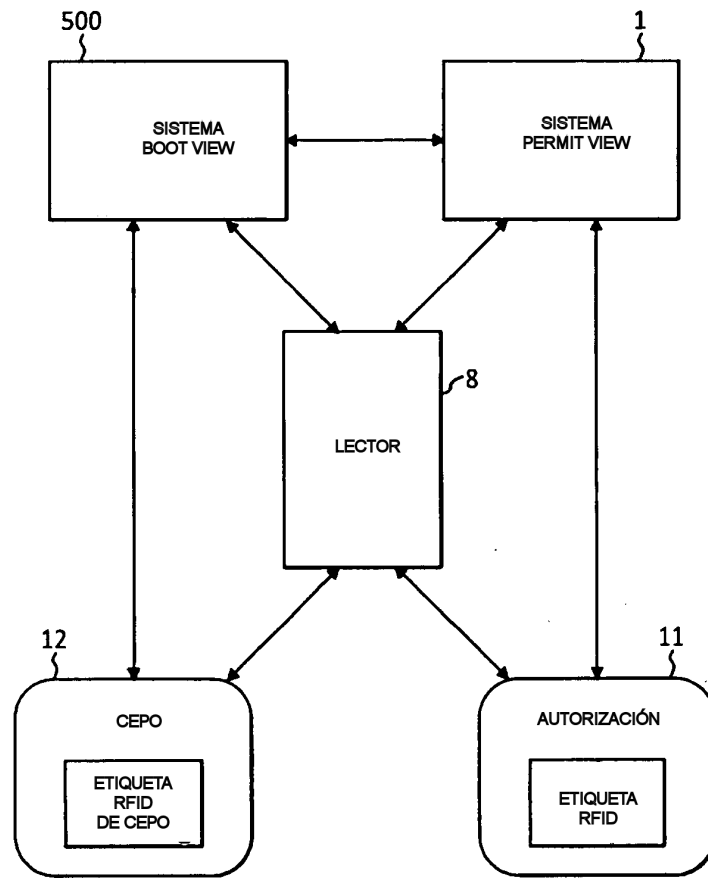 500
1
SISTEMA
BOOT VIEW
SISTEMA
PERMIT VIEW
8
LECTOR
12
11
CEPO
ETIQUETA
RFID
DE CEPO
AUTORIZACIÓN
ETIQUETA
RFID